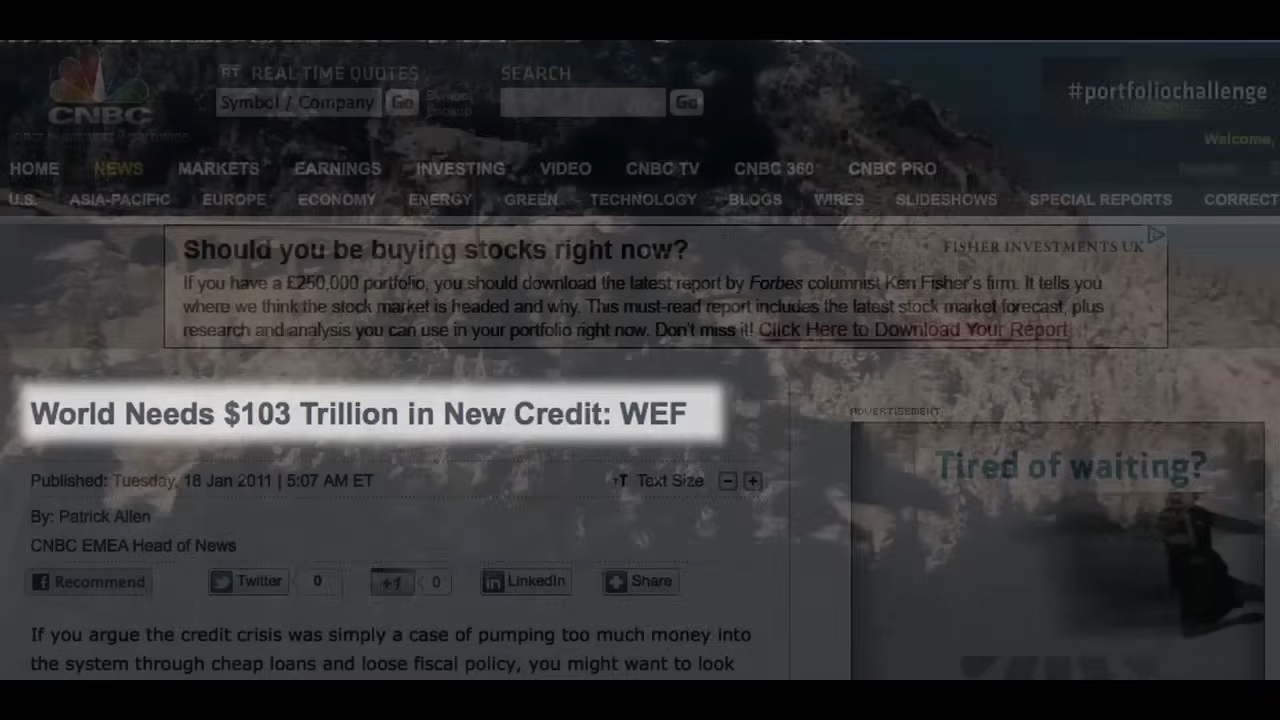 RT REAL-TIME QUOTES
SEARCH
#portfoliochallenge
Symbol / Company Go
Go
CNBC
Welcome,
HOME NEWS MARKETS EARNINGS INVESTING VIDEO CNBC TV CNBC 360 CNBC PRO
U.S. ASIA-PACIFIC EUROPE ECONOMY ENERGY GREEN TECHNOLOGY BLOGS WIRES SLIDESHOWS SPECIAL REPORTS CORRECT
Should you be buying stocks right now?
FISHER INVESTMENTS UK
If you have a £250,000 portfolio, you should download the latest report by Forbes columnist Ken Fisher's firm. It tells you
where we think the stock market is headed and why. This must-read report includes the latest stock market forecast, plus
research and analysis you can use in your portfolio right now. Don't miss it! Click Here to Download Your Report
World Needs $103 Trillion in New Credit: WEF
ADVERTISEMENT
Tired of waiting?
Published: Tuesday, 18 Jan 2011 | 5:07 AM ET
Text Size
By: Patrick Allen
CNBC EMEA Head of News
Recommend Twitter 0 +1 0 LinkedIn Share
If you argue the credit crisis was simply a case of pumping too much money into
the system through cheap loans and loose fiscal policy, you might want to look